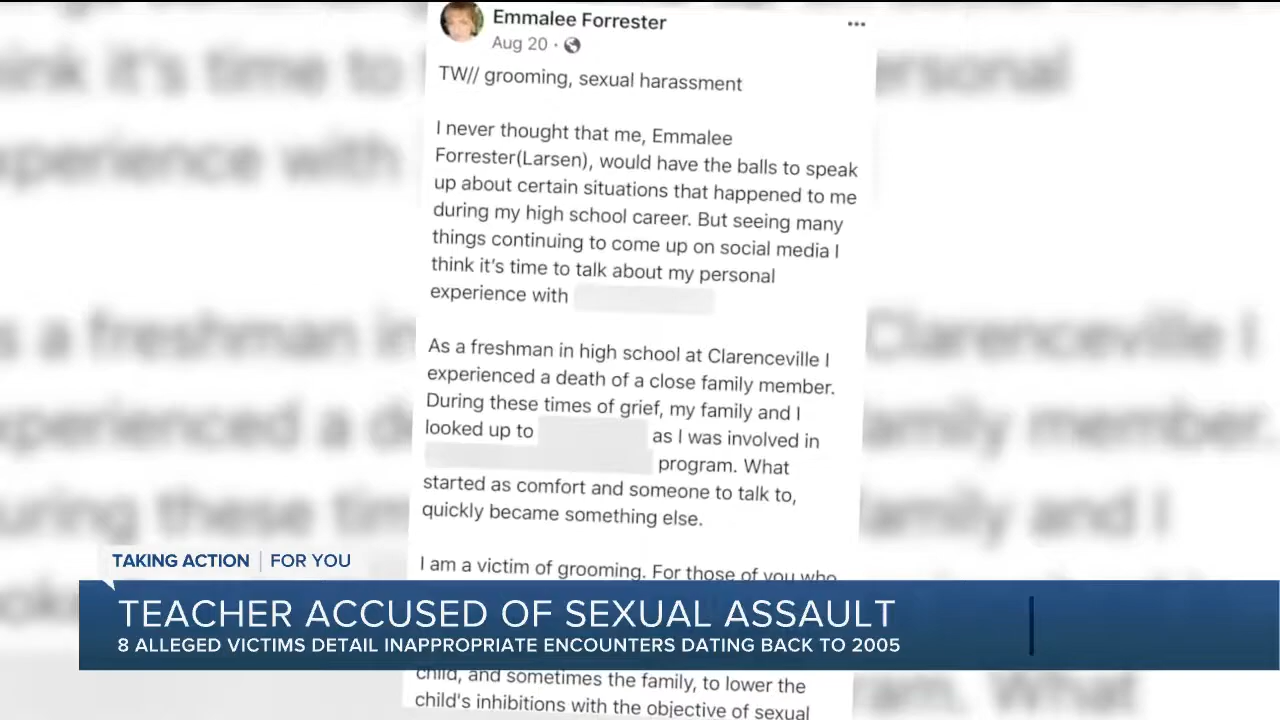 Emmalee Forrester
Aug 20 ·
TW// grooming, sexual harassment
I never thought that me, Emmalee
Forrester(Larsen), would have the balls to speak
up about certain situations that happened to me
during my high school career. But seeing many
things continuing to come up on social media I
think it's time to talk about my personal
experience with
As a freshman in high school at Clarenceville I
experienced a death of a close family member.
During these times of grief, my family and I
looked up to as I was involved in
program. What
started as comfort and someone to talk to,
quickly became something else.
I am a victim of grooming. For those of you who
TAKING ACTION | FOR YOU
TEACHER ACCUSED OF SEXUAL ASSAULT
8 ALLEGED VICTIMS DETAIL INAPPROPRIATE ENCOUNTERS DATING BACK TO 2005
child, and sometimes the family, to lower the
child's inhibitions with the objective of sexual